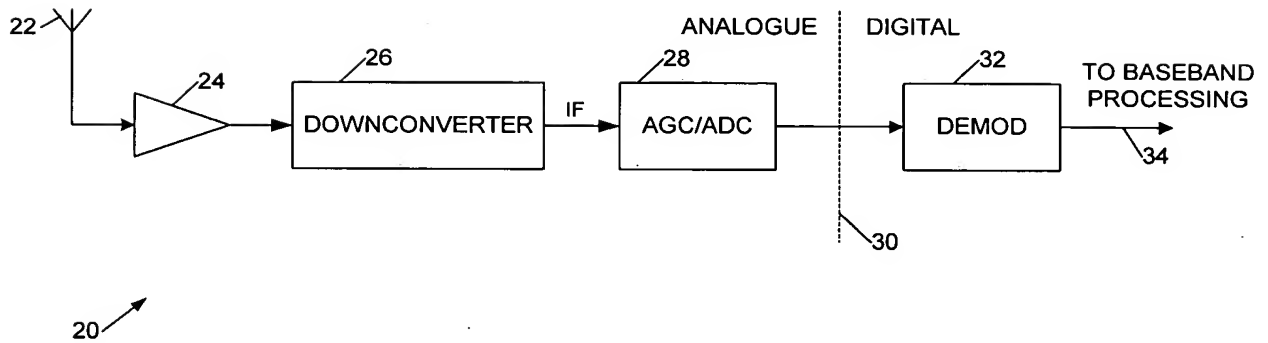 22
24
26
DOWNCONVERTER
IF
28
AGC/ADC
ANALOGUE
DIGITAL
30
32
DEMOD
TO BASEBAND
PROCESSING
34
20